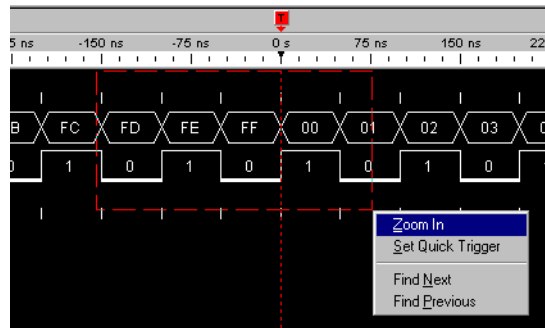 T
5 ns -150 ns -75 ns 0 s 75 ns 150 ns 22
B FC FD FE FF 00 01 02 03 0
0 1 0 1 0 1 0 1 0
Zoom In
Set Quick Trigger
Find Next
Find Previous